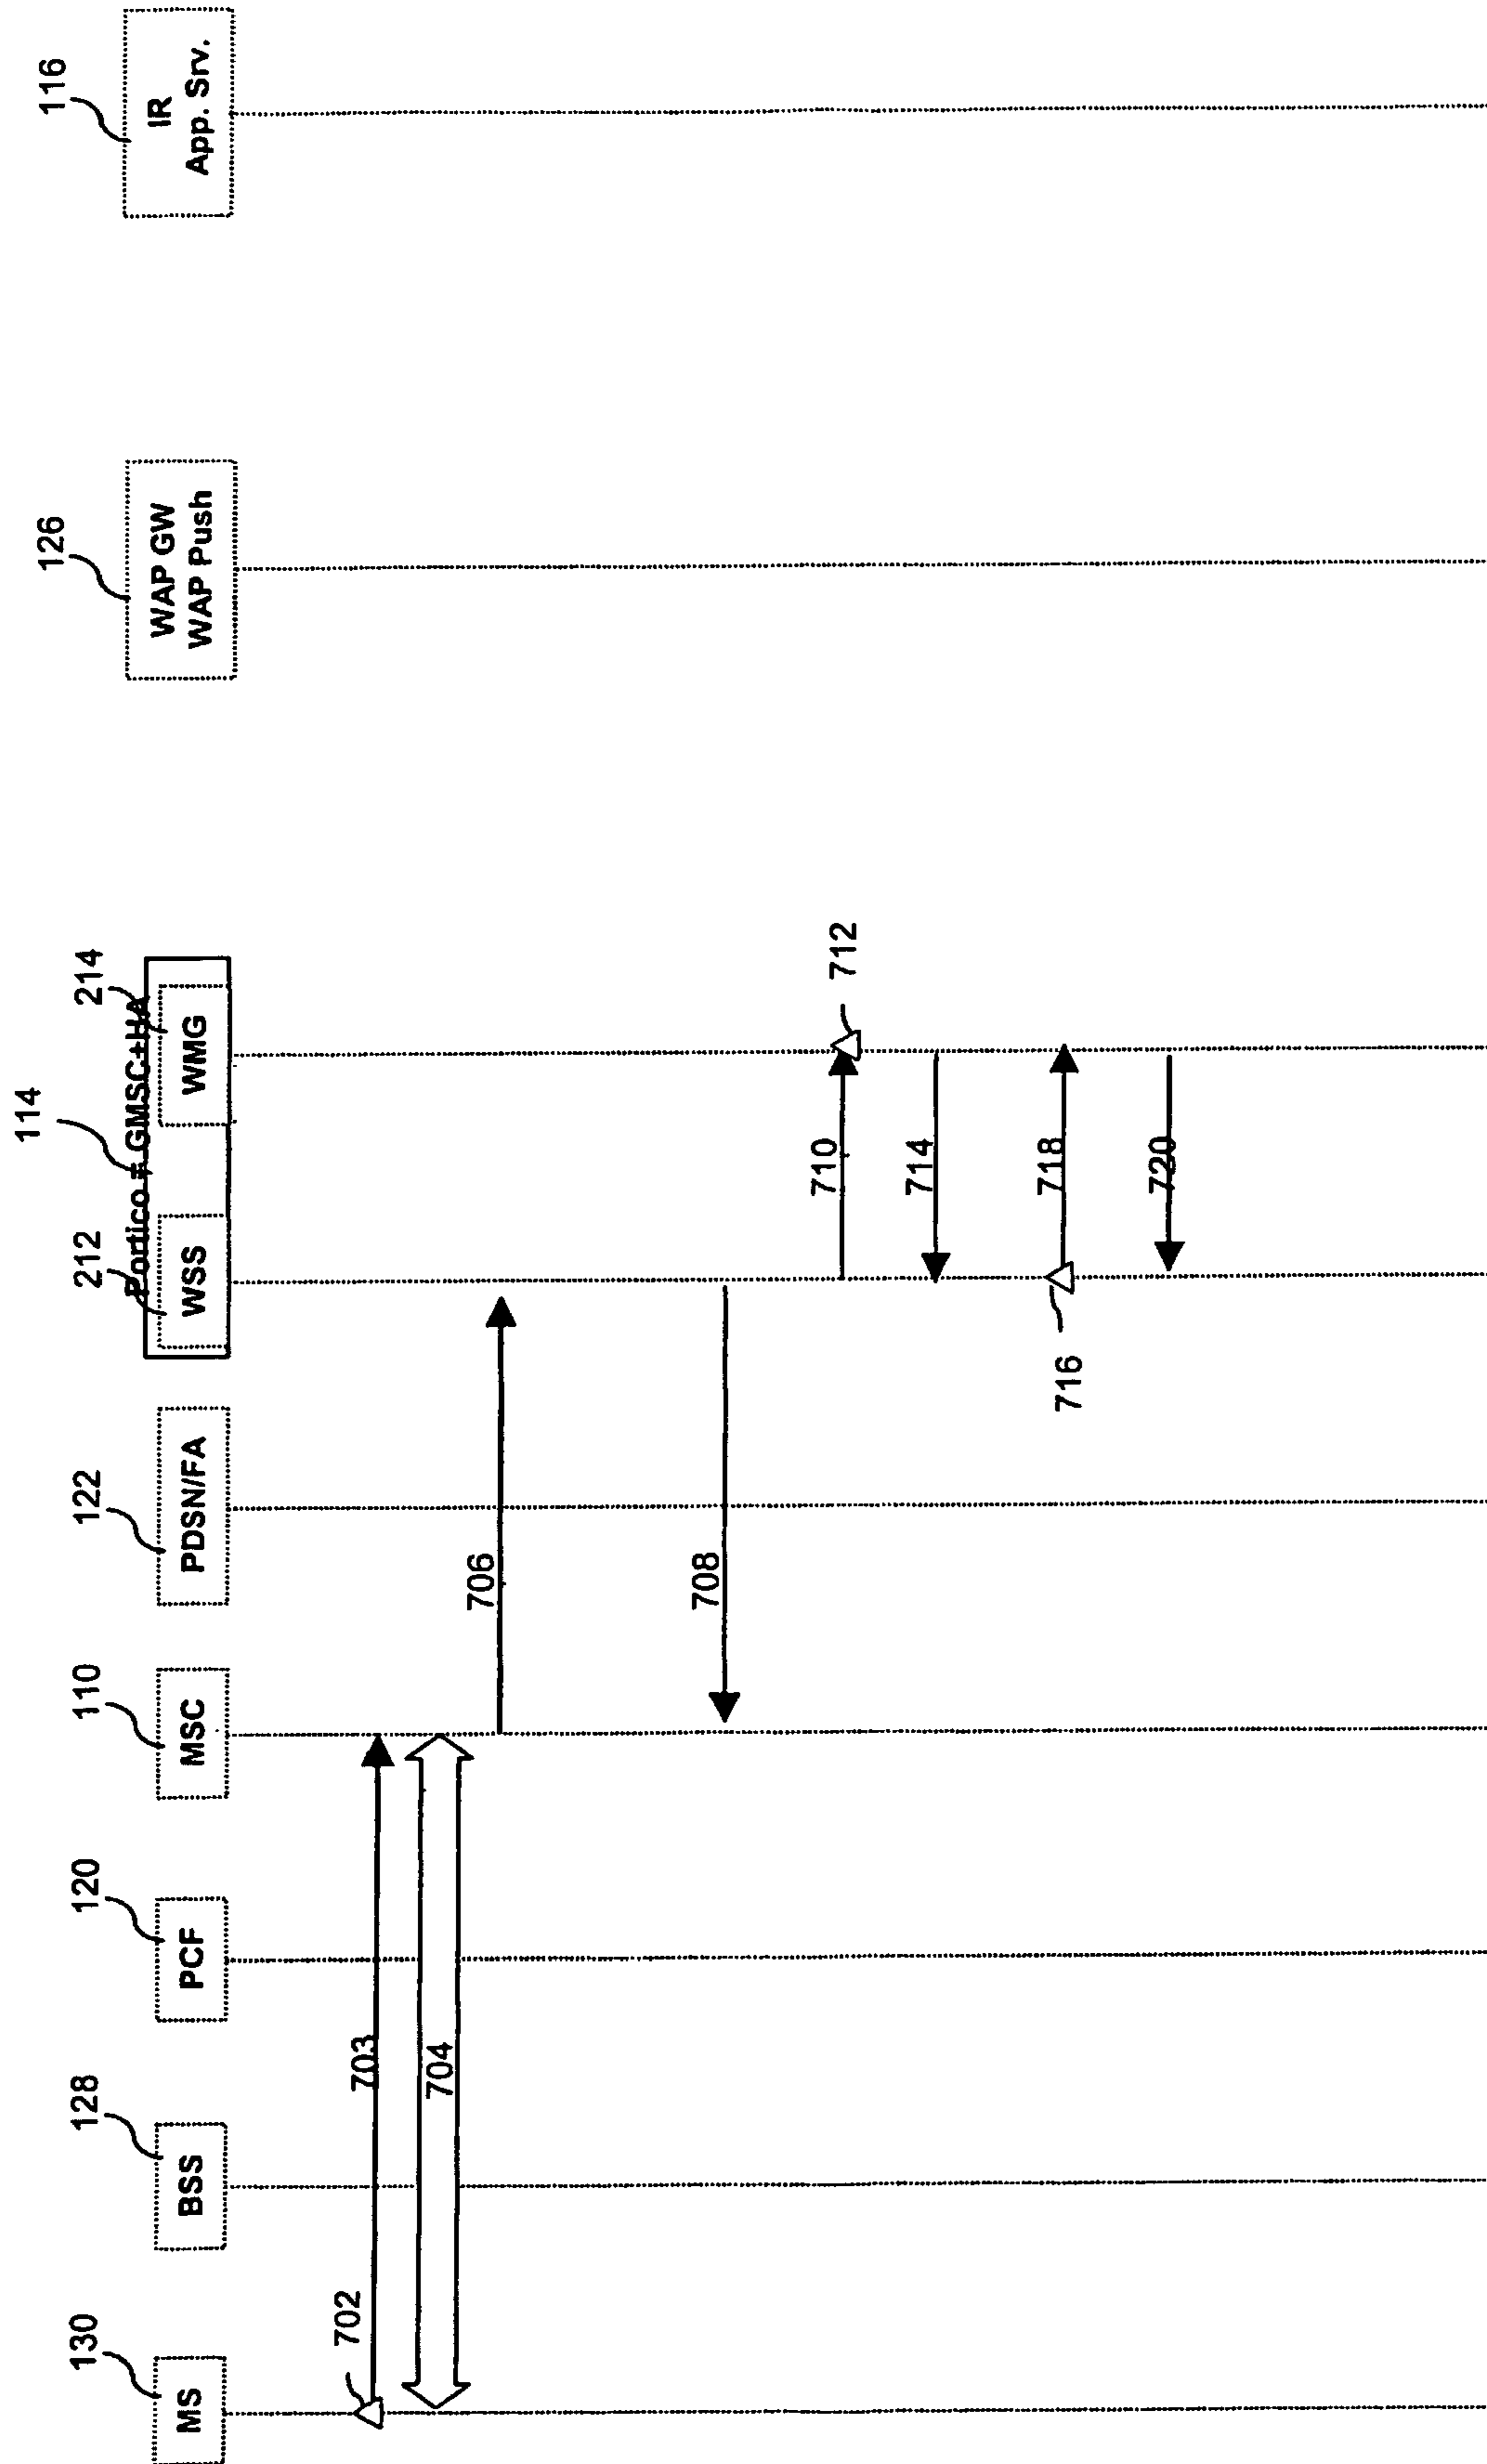 114
130
128
120
110
122
212
214
126
116
Portico = GMSC+HA
MS
BSS
PCF
MSC
PDSN/FA
WSS
WMG
WAP GW
WAP Push
IR
App. Srv.
702
703
704
706
708
710
712
714
716
718
720